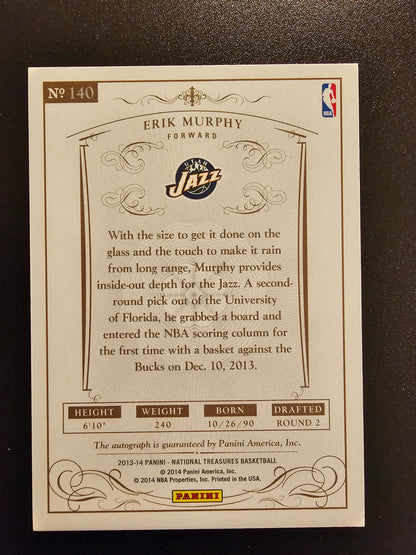 Nº 140
NBA
ERIK MURPHY
FORWARD
UTAH
JAZZ
With the size to get it done on the
glass and the touch to make it rain
from long range, Murphy provides
inside-out depth for the Jazz. A second-
round pick out of the University
of Florida, he grabbed a board and
entered the NBA scoring column for
the first time with a basket against the
Bucks on Dec. 10, 2013.
HEIGHT WEIGHT BORN DRAFTED
6'10" 240 10/26/90 ROUND 2
The autograph is guaranteed by Panini America, Inc.
2013-14 PANINI - NATIONAL TREASURES BASKETBALL
© 2014 Panini America, Inc.
© 2014 NBA Properties, Inc. Printed in the USA.
PANINI